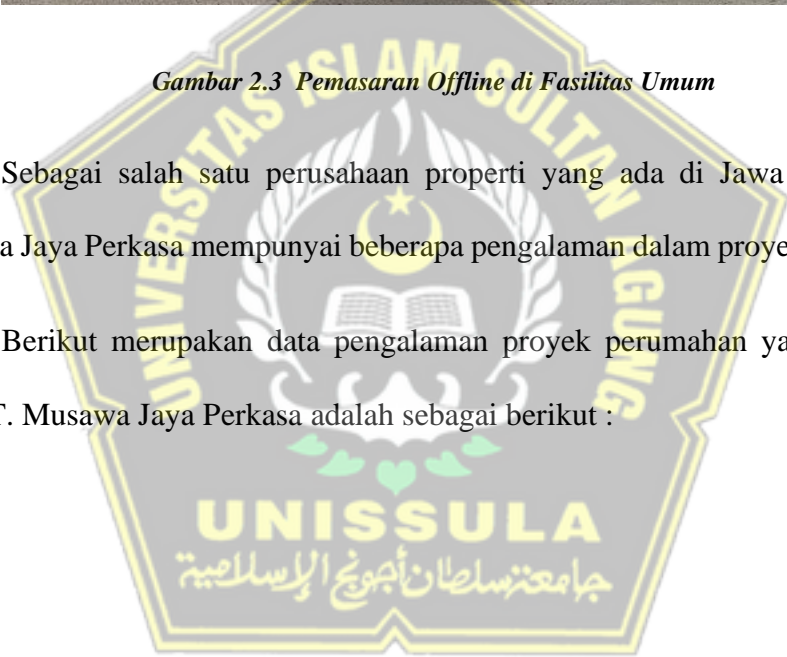 Gambar 2.3 Pemasaran Offline di Fasilitas Umum
Sebagai salah satu perusahaan properti yang ada di Jawa
a Jaya Perkasa mempunyai beberapa pengalaman dalam proye
Berikut merupakan data pengalaman proyek perumahan ya
T. Musawa Jaya Perkasa adalah sebagai berikut :
UNIVERSITAS ISLAM SULTAN AGUNG
UNISSULA
جامعة سلطان أجونج الإسلامية